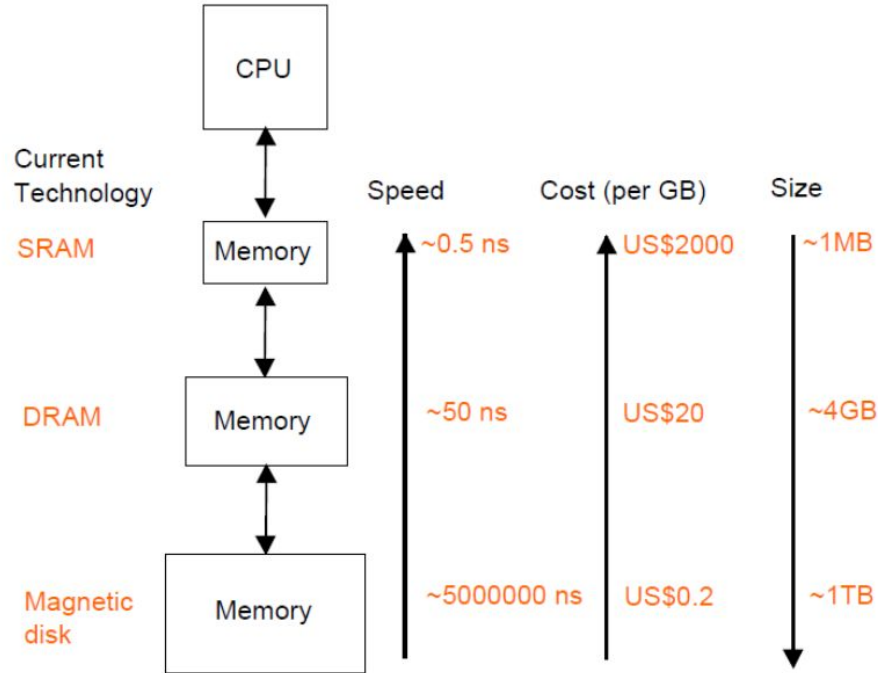 CPU
Current
Technology
Speed
Cost (per GB)
Size
SRAM
Memory
~0.5 ns
US$2000
~1MB
DRAM
Memory
~50 ns
US$20
~4GB
Magnetic
disk
Memory
~5000000 ns
US$0.2
~1TB